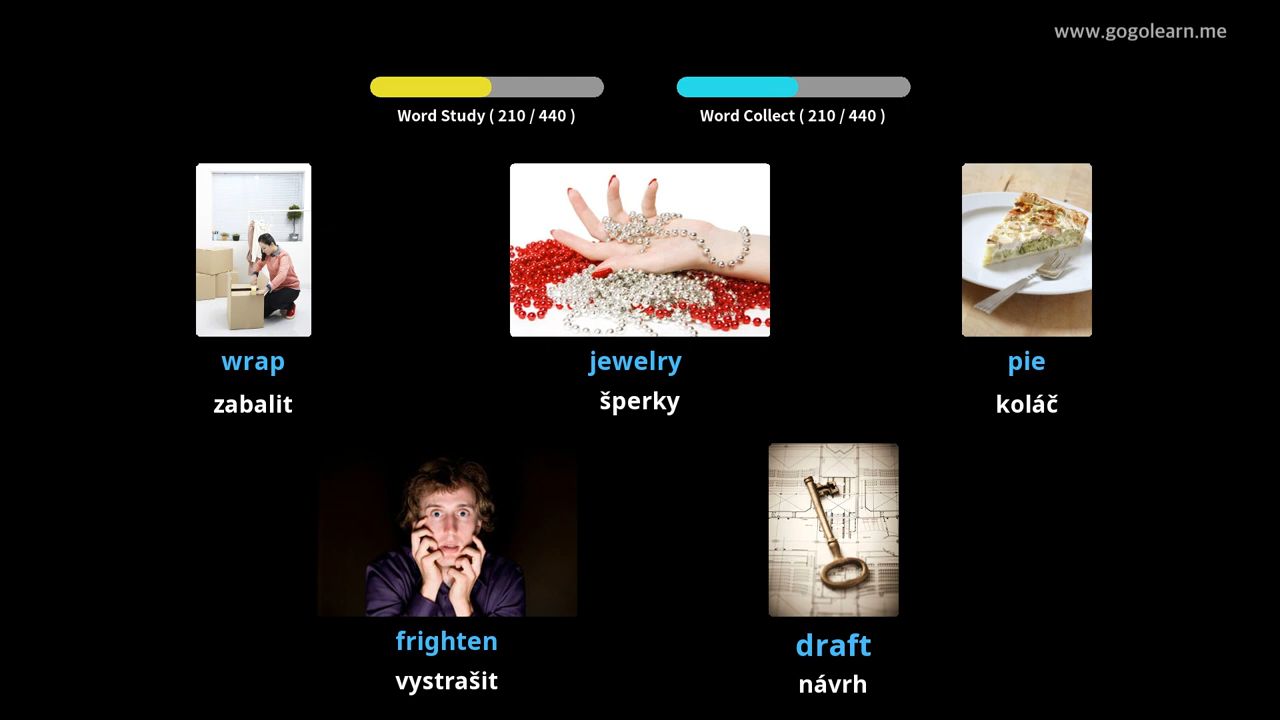 www.gogolearn.me
Word Study ( 210 / 440 )
Word Collect ( 210 / 440 )
wrap
zabalit
jewelry
šperky
pie
koláč
frighten
vystrašit
draft
návrh